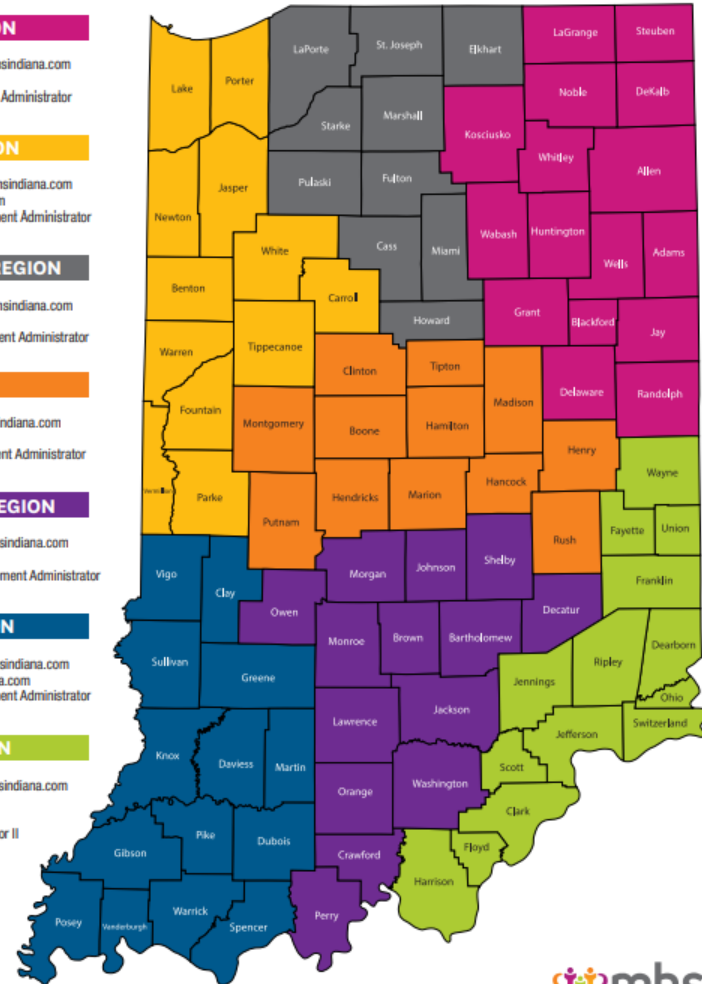 ON
nsindiana.com
Administrator
ON
nsindiana.com
m
ent Administrator
REGION
nsindiana.com
ent Administrator
indiana.com
nt Administrator
EGION
sindiana.com
ment Administrator
N
sindiana.com
a.com
ent Administrator
N
sindiana.com
or II
LaPorte
St. Joseph
Elkhart
LaGrange
Steuben
Lake
Porter
Noble
DeKalb
Starke
Marshall
Kosciusko
Whitley
Allen
Jasper
Pulaski
Fulton
Newton
White
Cass
Miami
Wabash
Huntington
Wells
Adams
Benton
Carroll
Howard
Grant
Blackford
Jay
Warren
Tippecanoe
Clinton
Tipton
Madison
Delaware
Randolph
Fountain
Montgomery
Boone
Hamilton
Henry
Wayne
Parke
Putnam
Hendricks
Marion
Hancock
Rush
Fayette
Union
Vigo
Clay
Owen
Morgan
Johnson
Shelby
Decatur
Franklin
Sullivan
Greene
Monroe
Brown
Bartholomew
Jennings
Ripley
Dearborn
Ohio
Switzerland
Jefferson
Lawrence
Jackson
Knox
Daviess
Martin
Orange
Washington
Scott
Clark
Pike
Dubois
Gibson
Crawford
Floyd
Harrison
Posey
Vanderburgh
Warrick
Spencer
Perry
mhs